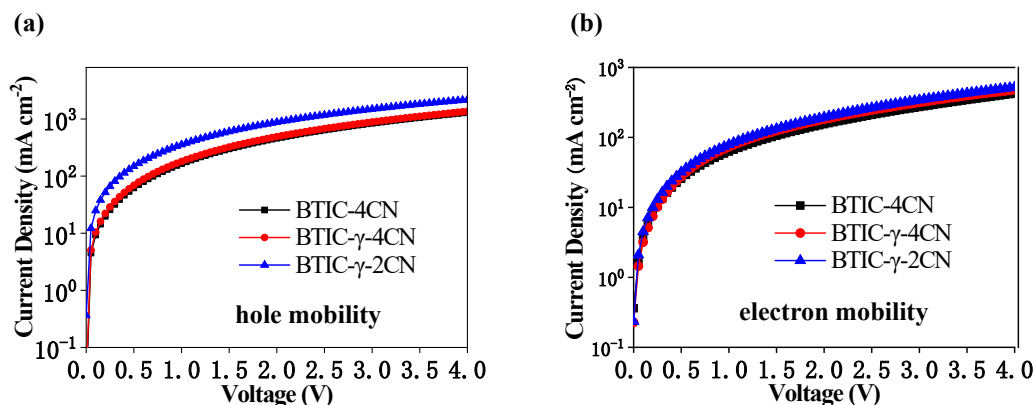 (a)
Current Density (mA cm⁻²)
10³
10²
10¹
10⁰
10⁻¹
BTIC-4CN
BTIC-γ-4CN
BTIC-γ-2CN
hole mobility
0.0 0.5 1.0 1.5 2.0 2.5 3.0 3.5 4.0
Voltage (V)
(b)
Current Density (mA cm⁻²)
10³
10²
10¹
10⁰
10⁻¹
BTIC-4CN
BTIC-γ-4CN
BTIC-γ-2CN
electron mobility
0.0 0.5 1.0 1.5 2.0 2.5 3.0 3.5 4.0
Voltage (V)